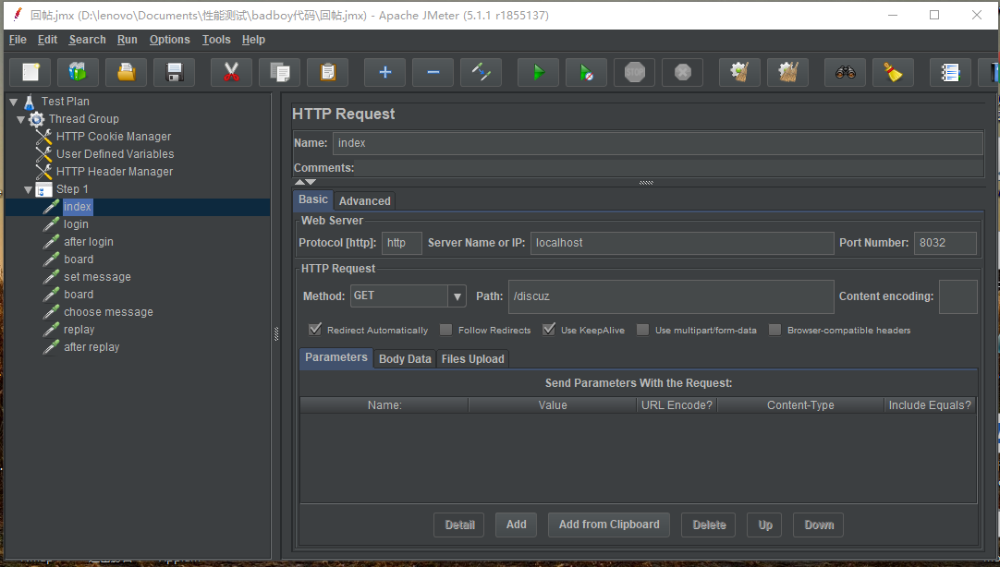 回帖.jmx (D:\lenovo\Documents\性能测试\badboy代码\回帖.jmx) - Apache JMeter (5.1.1 r1855137)
File Edit Search Run Options Tools Help
STOP
Test Plan
Thread Group
HTTP Cookie Manager
User Defined Variables
HTTP Header Manager
Step 1
index
login
after login
board
set message
board
choose message
replay
after replay
HTTP Request
Name: index
Comments:
Basic Advanced
Web Server
Protocol [http]: http Server Name or IP: localhost Port Number: 8032
HTTP Request
Method: GET Path: /discuz Content encoding:
Redirect Automatically Follow Redirects Use KeepAlive Use multipart/form-data Browser-compatible headers
Parameters Body Data Files Upload
Send Parameters With the Request:
Name: Value URL Encode? Content-Type Include Equals?
Detail Add Add from Clipboard Delete Up Down